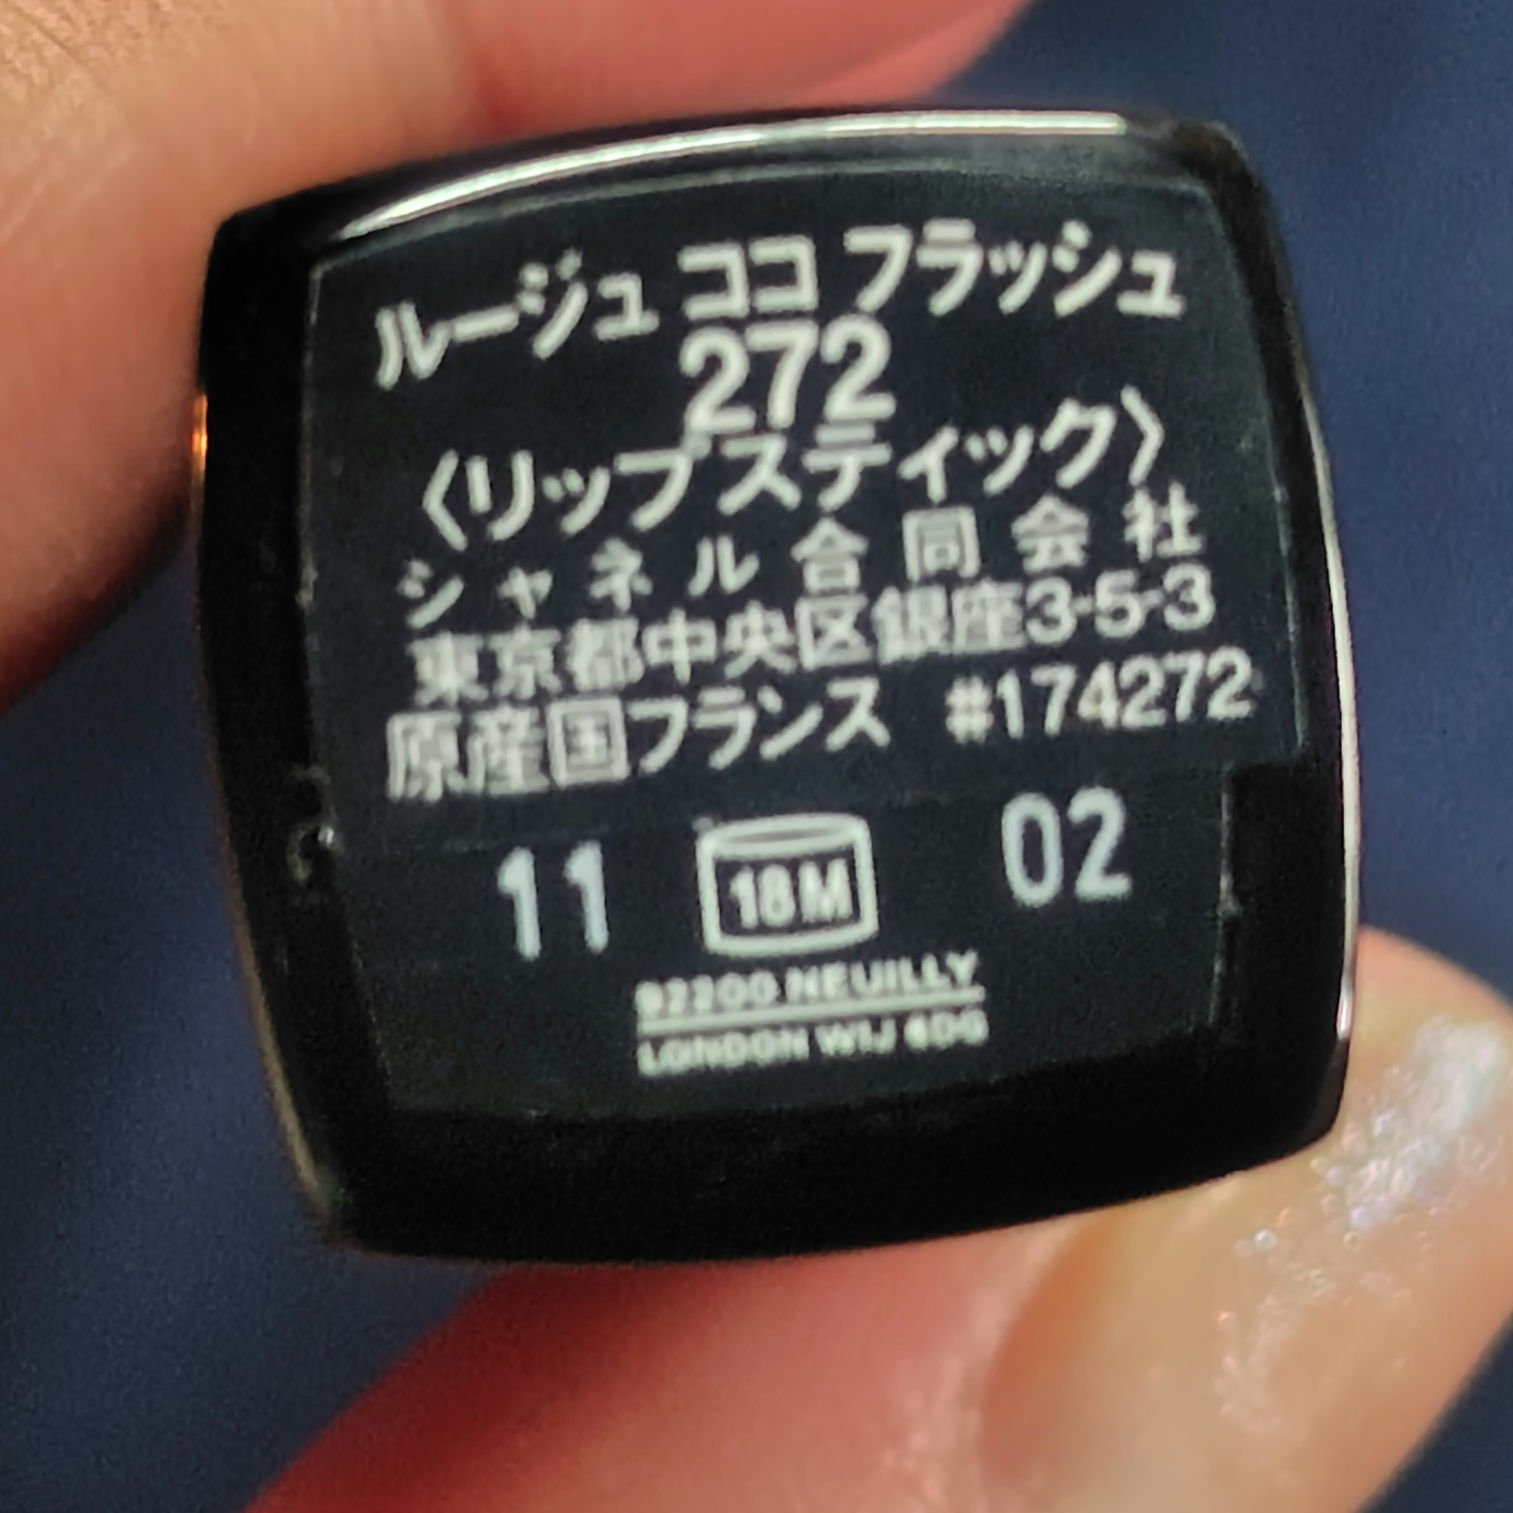 ルージュ ココ フラッシュ
272
〈リップスティック〉
シャネル合同会社
東京都中央区銀座3-5-3
原産国フランス #174272
11 18M 02
92200 NEUILLY
LONDON W1J 6DG